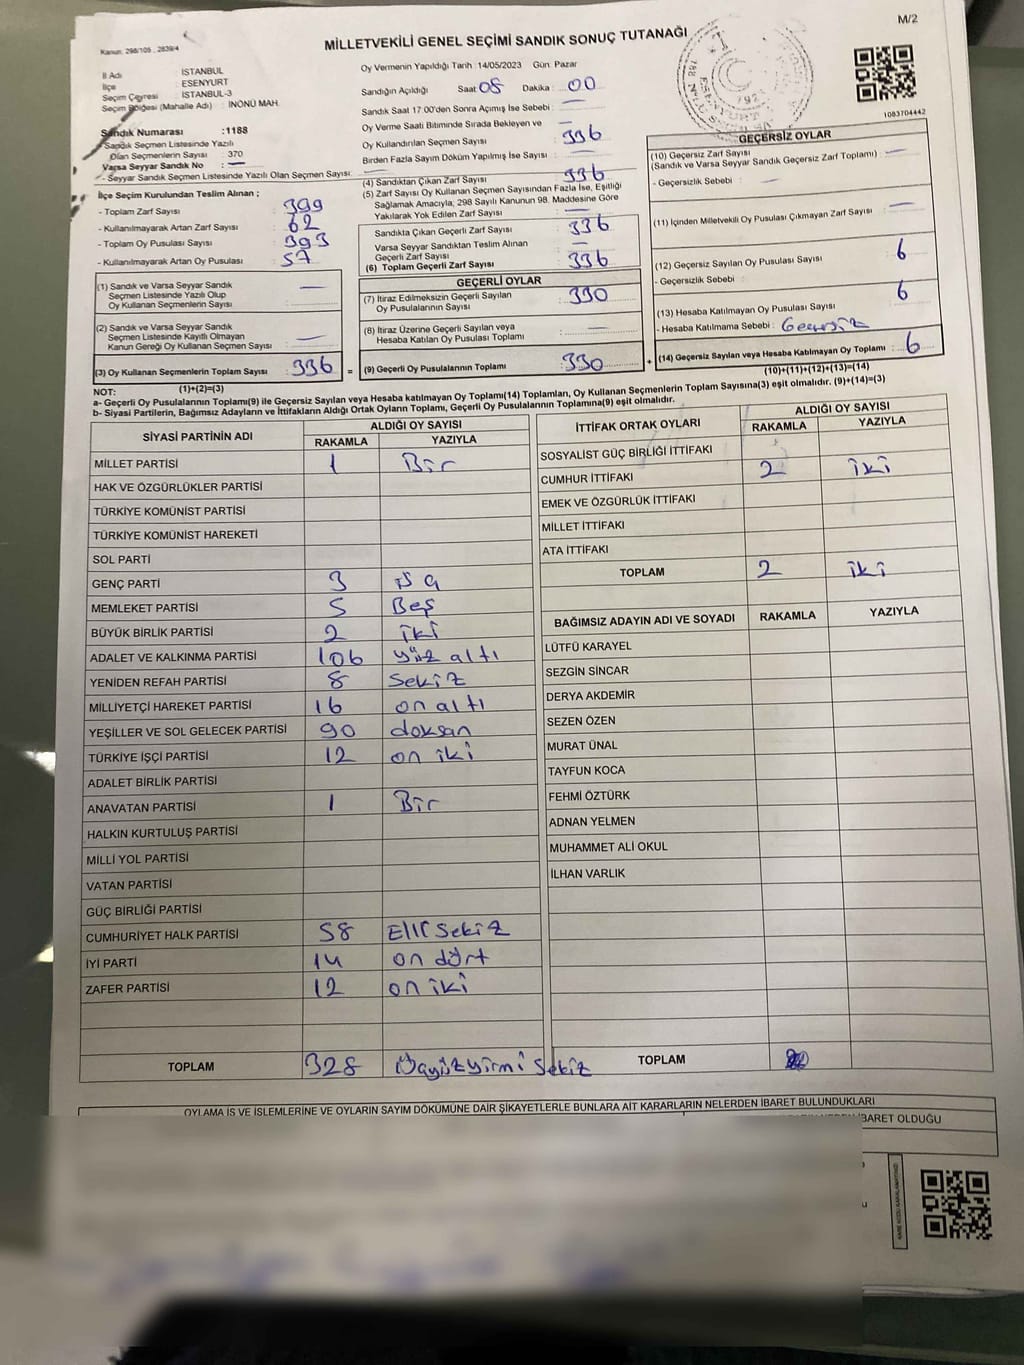 M/2
Kanun: 298/105 , 2839/4
MİLLETVEKİLİ GENEL SEÇİMİ SANDIK SONUÇ TUTANAĞI
İl Adı : İSTANBUL
İlçe : ESENYURT
Seçim Çevresi : İSTANBUL-3
Seçim Bölgesi (Mahalle Adı) : İNÖNÜ MAH.
Sandık Numarası :1188
- Sandık Seçmen Listesinde Yazılı
Olan Seçmenlerin Sayısı : 370
Varsa Seyyar Sandık No : —
- Seyyar Sandık Seçmen Listesinde Yazılı Olan Seçmen Sayısı:
Oy Vermenin Yapıldığı Tarih :14/05/2023 Gün: Pazar
Sandığın Açıldığı Saat 08 Dakika : 00
Sandık Saat 17:00'den Sonra Açımış İse Sebebi : —
Oy Verme Saati Bitiminde Sırada Bekleyen ve —
Oy Kullandırılan Seçmen Sayısı : 336
Birden Fazla Sayım Döküm Yapılmış İse Sayısı : —
ESENYURT
1923
1083704442
İlçe Seçim Kurulundan Teslim Alınan ;
- Toplam Zarf Sayısı : 399
- Kullanılmayarak Artan Zarf Sayısı : 62
- Toplam Oy Pusulası Sayısı : 393
- Kullanılmayarak Artan Oy Pusulası : 57
(1) Sandık ve Varsa Seyyar Sandık —
Seçmen Listesinde Yazılı Olup
Oy Kullanan Seçmenlerin Sayısı :
(2) Sandık ve Varsa Seyyar Sandık
Seçmen Listesinde Kayıtlı Olmayan —
Kanun Gereği Oy Kullanan Seçmen Sayısı :
(3) Oy Kullanan Seçmenlerin Toplam Sayısı : 336 =
(1)+(2)=(3)
(4) Sandıktan Çıkan Zarf Sayısı : 336
(5) Zarf Sayısı Oy Kullanan Seçmen Sayısından Fazla İse, Eşitliği
Sağlamak Amacıyla; 298 Sayılı Kanunun 98. Maddesine Göre
Yakılarak Yok Edilen Zarf Sayısı : —
Sandıkta Çıkan Geçerli Zarf Sayısı : 336
Varsa Seyyar Sandıktan Teslim Alınan —
Geçerli Zarf Sayısı :
(6) Toplam Geçerli Zarf Sayısı : 336
GEÇERLİ OYLAR
(7) İtiraz Edilmeksizin Geçerli Sayılan : 330
Oy Pusulalarının Sayısı
(8) İtiraz Üzerine Geçerli Sayılan veya —
Hesaba Katılan Oy Pusulası Toplamı :
(9) Geçerli Oy Pusulalarının Toplamı : 330 +
GEÇERSİZ OYLAR
(10) Geçersiz Zarf Sayısı
(Sandık ve Varsa Seyyar Sandık Geçersiz Zarf Toplamı) : —
- Geçersizlik Sebebi : —
(11) İçinden Milletvekili Oy Pusulası Çıkmayan Zarf Sayısı : —
(12) Geçersiz Sayılan Oy Pusulası Sayısı : 6
- Geçersizlik Sebebi :
(13) Hesaba Katılmayan Oy Pusulası Sayısı : 6
- Hesaba Katılmama Sebebi : Geçersiz
(14) Geçersiz Sayılan veya Hesaba Katılmayan Oy Toplamı : 6
(10)+(11)+(12)+(13)=(14)
NOT:
a- Geçerli Oy Pusulalarının Toplamı(9) ile Geçersiz Sayılan veya Hesaba katılmayan Oy Toplamı(14) Toplamları, Oy Kullanan Seçmenlerin Toplam Sayısına(3) eşit olmalıdır. (9)+(14)=(3)
b- Siyasi Partilerin, Bağımsız Adayların ve İttifakların Aldığı Ortak Oyların Toplamı, Geçerli Oy Pusulalarının Toplamına(9) eşit olmalıdır.
SİYASİ PARTİNİN ADI ALDIĞI OY SAYISI
RAKAMLA YAZIYLA
MİLLET PARTİSİ 1 Bir
HAK VE ÖZGÜRLÜKLER PARTİSİ
TÜRKİYE KOMÜNİST PARTİSİ
TÜRKİYE KOMÜNİST HAREKETİ
SOL PARTİ
GENÇ PARTİ 3
MEMLEKET PARTİSİ 5 Beş
BÜYÜK BİRLİK PARTİSİ 2 iki
ADALET VE KALKINMA PARTİSİ 106 yüz altı
YENİDEN REFAH PARTİSİ 8 Sekiz
MİLLİYETÇİ HAREKET PARTİSİ 16 on altı
YEŞİLLER VE SOL GELECEK PARTİSİ 90 doksan
TÜRKİYE İŞÇİ PARTİSİ 12 on iki
ADALET BİRLİK PARTİSİ
ANAVATAN PARTİSİ 1 Bir
HALKIN KURTULUŞ PARTİSİ
MİLLİ YOL PARTİSİ
VATAN PARTİSİ
GÜÇ BİRLİĞİ PARTİSİ
CUMHURİYET HALK PARTİSİ 58 Elli Sekiz
İYİ PARTİ 14 on dört
ZAFER PARTİSİ 12 on iki
TOPLAM 328 Üçyüzyirmi Sekiz
İTTİFAK ORTAK OYLARI ALDIĞI OY SAYISI
RAKAMLA YAZIYLA
SOSYALİST GÜÇ BİRLİĞİ İTTİFAKI
CUMHUR İTTİFAKI 2 iki
EMEK VE ÖZGÜRLÜK İTTİFAKI
MİLLET İTTİFAKI
ATA İTTİFAKI
TOPLAM 2 iki
BAĞIMSIZ ADAYIN ADI VE SOYADI RAKAMLA YAZIYLA
LÜTFÜ KARAYEL
SEZGİN SİNCAR
DERYA AKDEMİR
SEZEN ÖZEN
MURAT ÜNAL
TAYFUN KOCA
FEHMİ ÖZTÜRK
ADNAN YELMEN
MUHAMMET ALİ OKUL
İLHAN VARLIK
TOPLAM
OYLAMA İŞ VE İŞLEMLERİNE VE OYLARIN SAYIM DÖKÜMÜNE DAİR ŞİKAYETLERLE BUNLARA AİT KARARLARIN NELERDEN İBARET BULUNDUKLARI
İBARET OLDUĞU